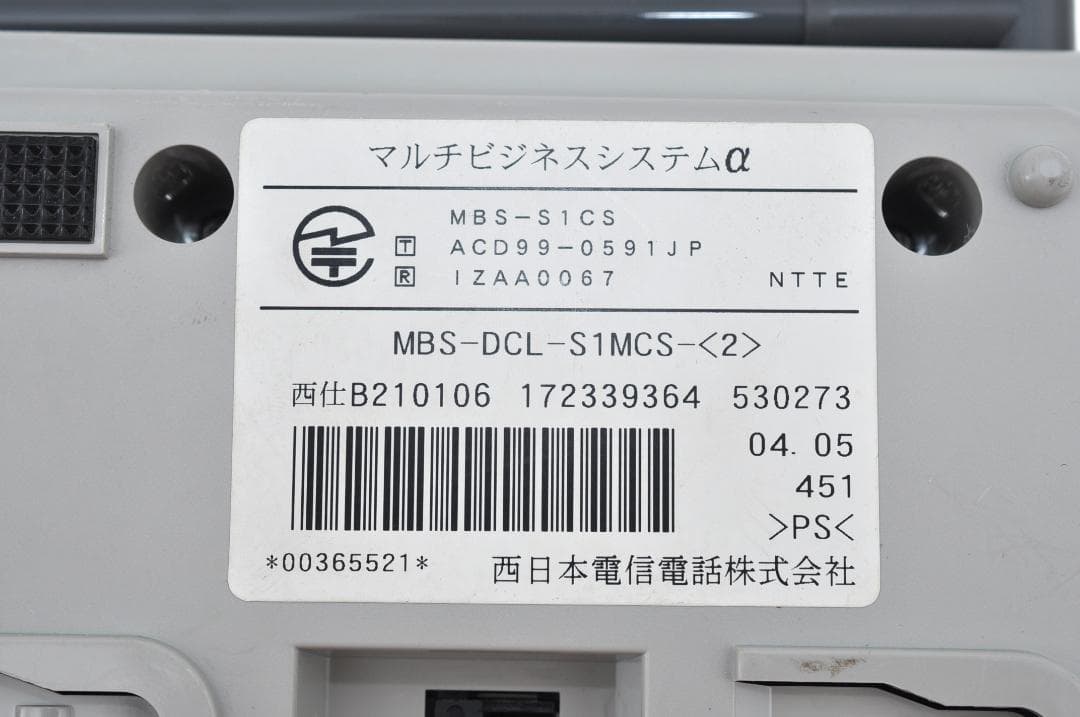 マルチビジネスシステムα
MBS-S1CS
T ACD99-0591JP
R IZAA0067 NTTE
MBS-DCL-S1MCS-<2>
西仕B210106 172339364 530273
04.05
451
>PS<
*00365521* 西日本電信電話株式会社